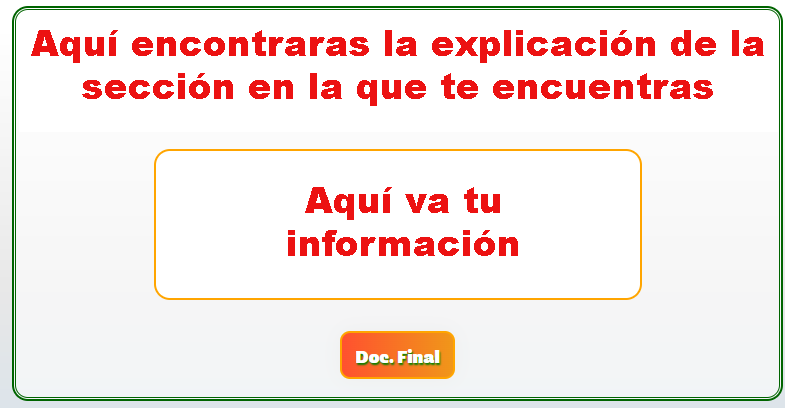 Aquí encontraras la explicación de la
sección en la que te encuentras
Aquí va tu
información
Doc. Final